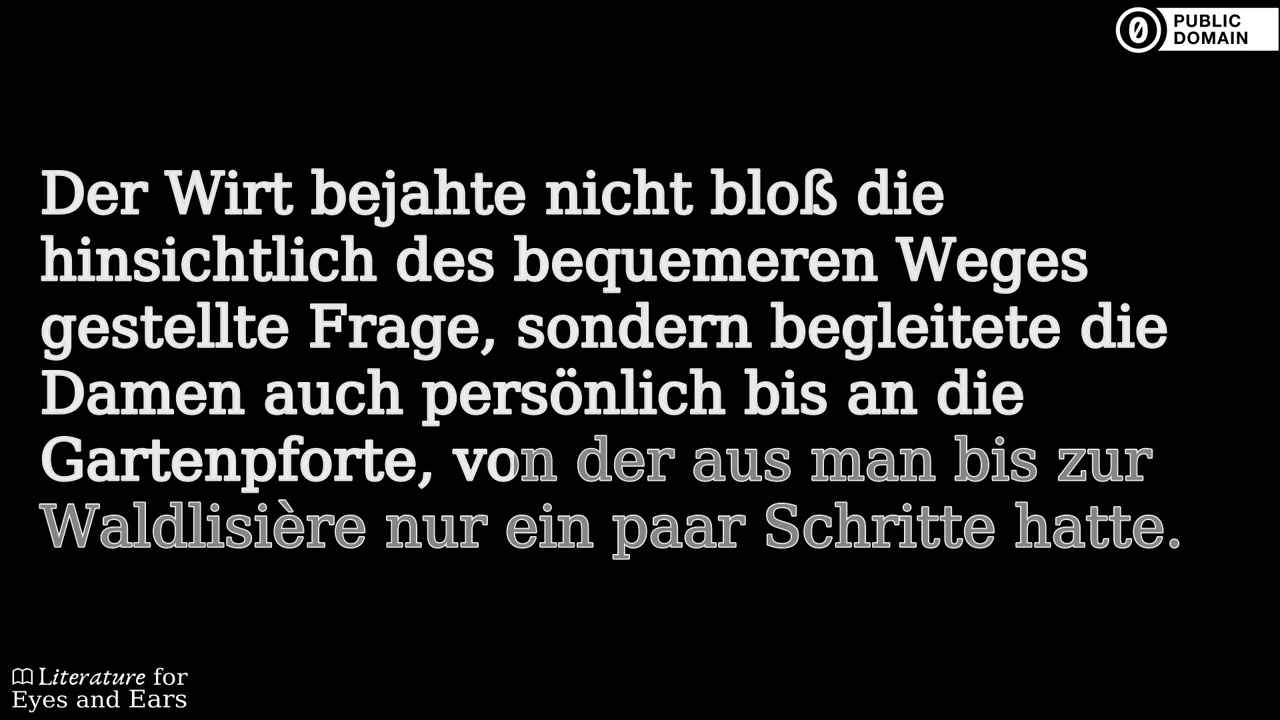 PUBLIC
DOMAIN
Der Wirt bejahte nicht bloß die
hinsichtlich des bequemeren Weges
gestellte Frage, sondern begleitete die
Damen auch persönlich bis an die
Gartenpforte, von der aus man bis zur
Waldlisière nur ein paar Schritte hatte.
Literature for
Eyes and Ears